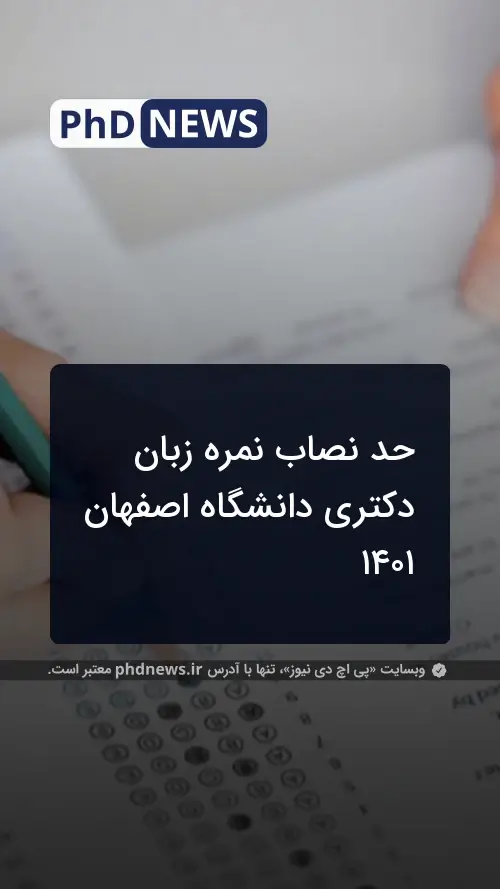 PhD NEWS
حد نصاب نمره زبان
دکتری دانشگاه اصفهان
۱۴۰۱
وبسایت «پی اچ دی نیوز»، تنها با آدرس phdnews.ir معتبر است.